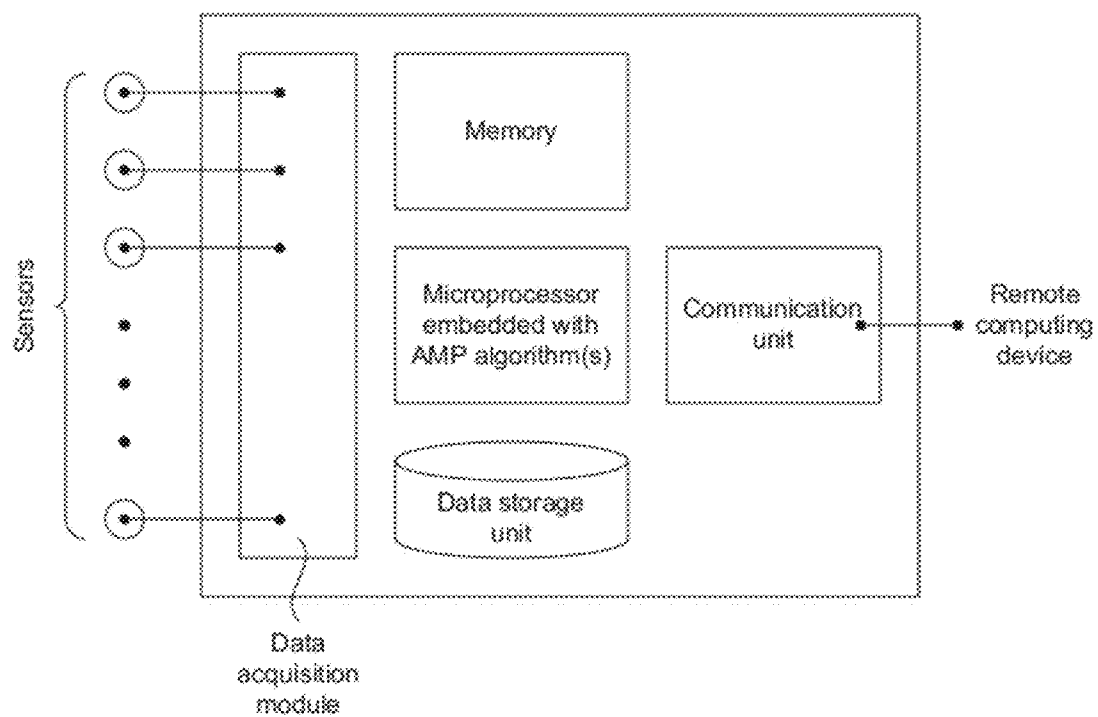 Sensors
Memory
Microprocessor
embedded with
AMP algorithm(s)
Communication
unit
Remote
computing
device
Data storage
unit
Data
acquisition
module